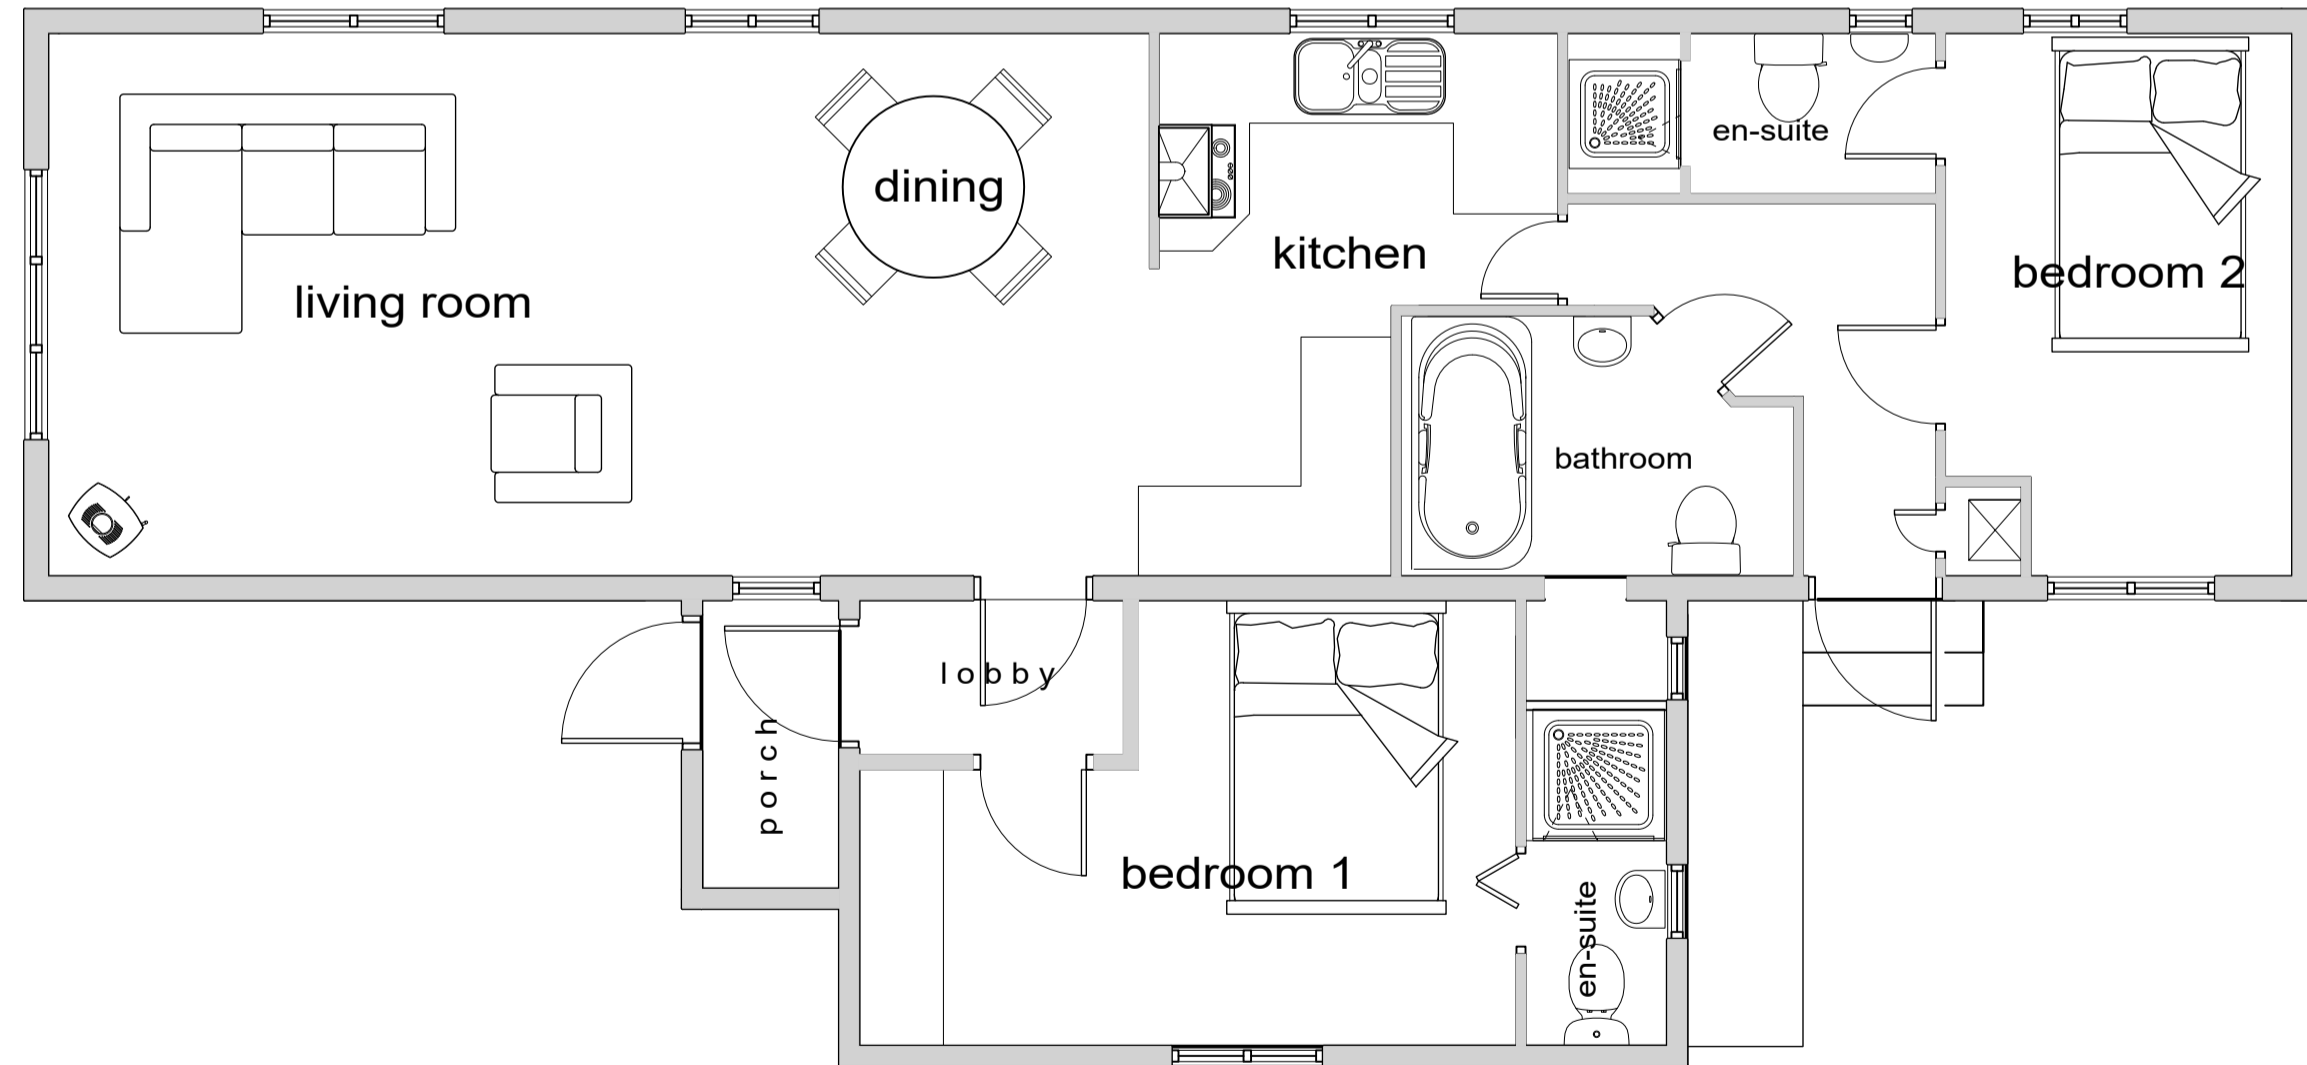 en-suite
dining
kitchen
bedroom 2
living room
bathroom
lobby
porch
bedroom 1
en-suite